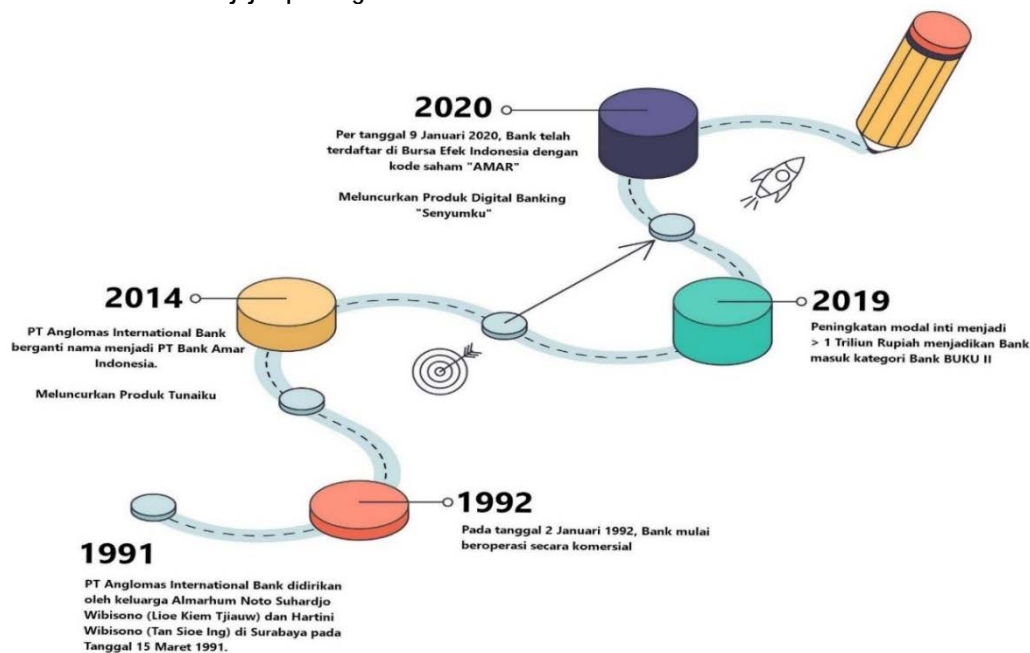 2020
Per tanggal 9 Januari 2020, Bank telah
terdaftar di Bursa Efek Indonesia dengan
kode saham "AMAR"
Meluncurkan Produk Digital Banking
"Senyumku"
2014
PT Anglomas International Bank
berganti nama menjadi PT Bank Amar
Indonesia.
Meluncurkan Produk Tunaiku
2019
Peningkatan modal inti menjadi
> 1 Triliun Rupiah menjadikan Bank
masuk kategori Bank BUKU II
1992
Pada tanggal 2 Januari 1992, Bank mulai
beroperasi secara komersial
1991
PT Anglomas International Bank didirikan
oleh keluarga Almarhum Noto Suhardjo
Wibisono (Lioe Kiem Tjiauw) dan Hartini
Wibisono (Tan Sioe Ing) di Surabaya pada
Tanggal 15 Maret 1991.